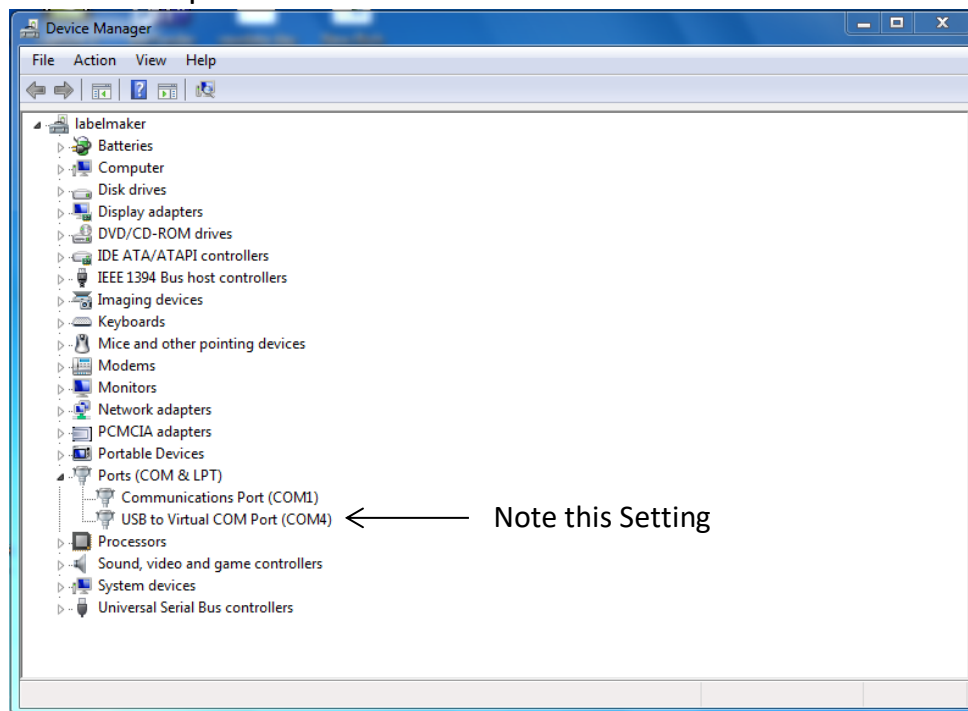 Device Manager
File Action View Help
labelmaker
Batteries
Computer
Disk drives
Display adapters
DVD/CD-ROM drives
IDE ATA/ATAPI controllers
IEEE 1394 Bus host controllers
Imaging devices
Keyboards
Mice and other pointing devices
Modems
Monitors
Network adapters
PCMCIA adapters
Portable Devices
Ports (COM & LPT)
Communications Port (COM1)
USB to Virtual COM Port (COM4) Note this Setting
Processors
Sound, video and game controllers
System devices
Universal Serial Bus controllers